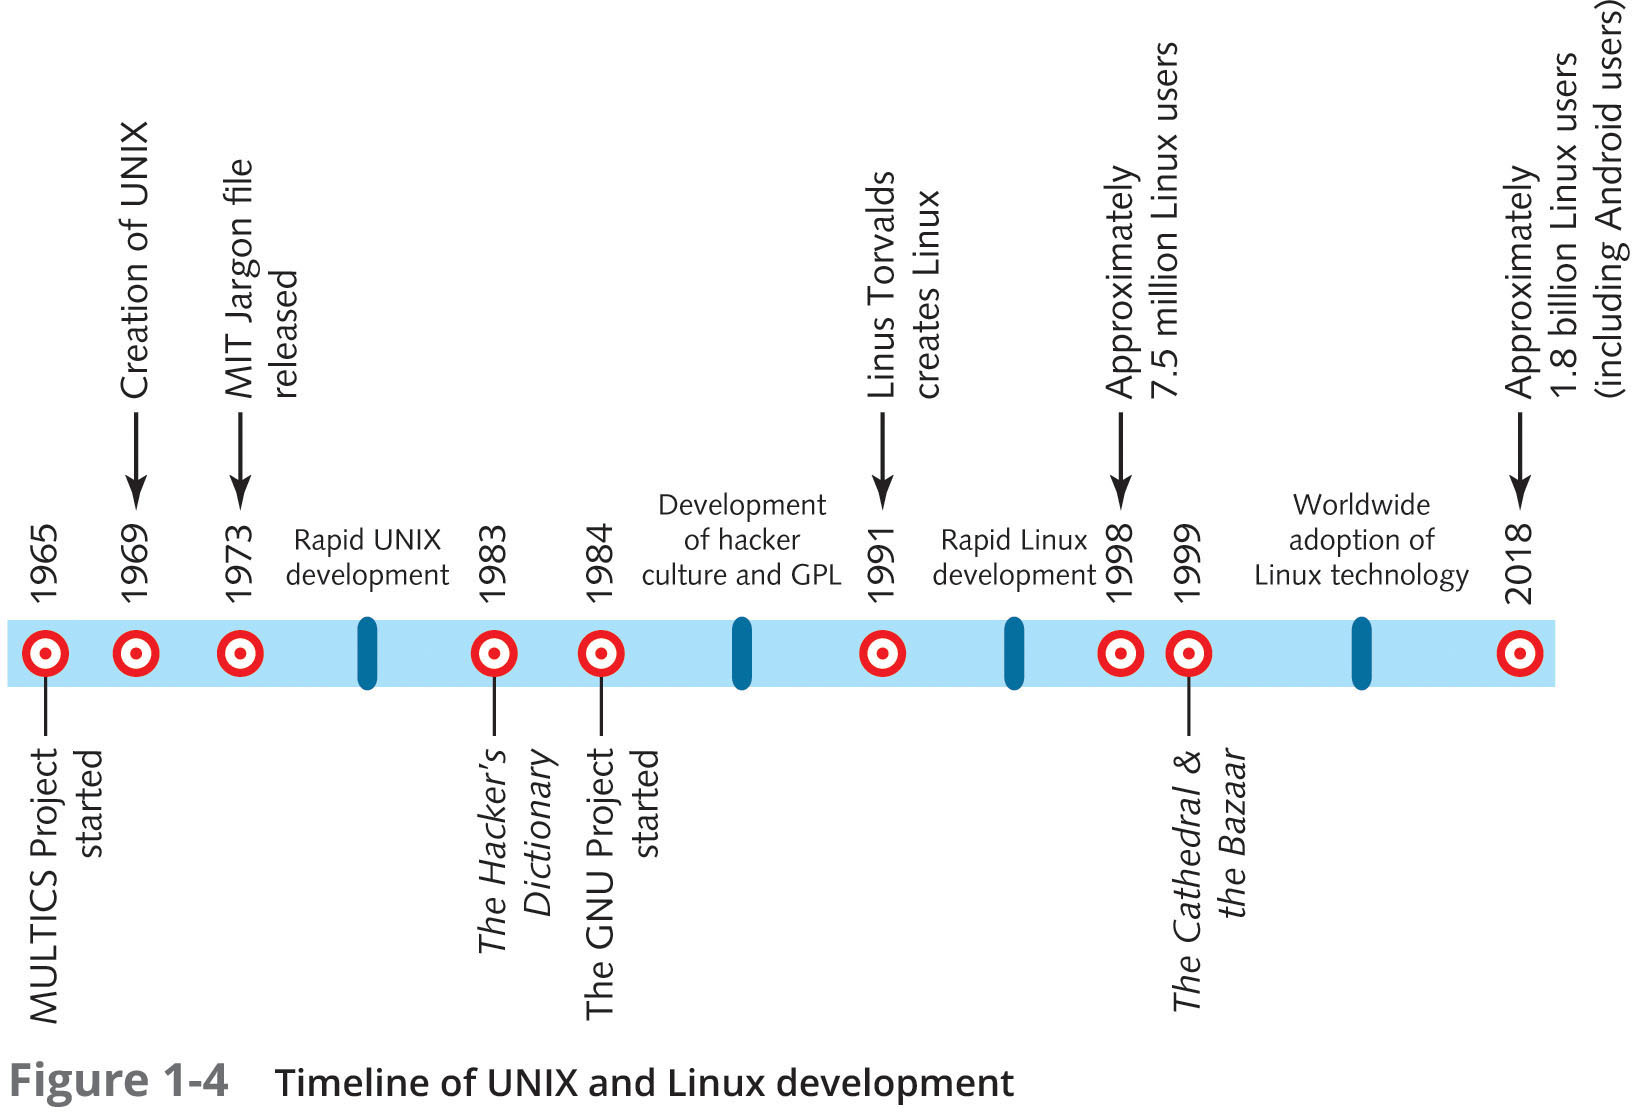 1965
MULTICS Project
started
1969
Creation of UNIX
1973
MIT Jargon file
released
Rapid UNIX
development
1983
The Hacker's
Dictionary
1984
The GNU Project
started
Development
of hacker
culture and GPL
1991
Linus Torvalds
creates Linux
Rapid Linux
development
1998
Approximately
7.5 million Linux users
1999
The Cathedral &
the Bazaar
Worldwide
adoption of
Linux technology
2018
Approximately
1.8 billion Linux users
(including Android users)
Figure 1-4 Timeline of UNIX and Linux development